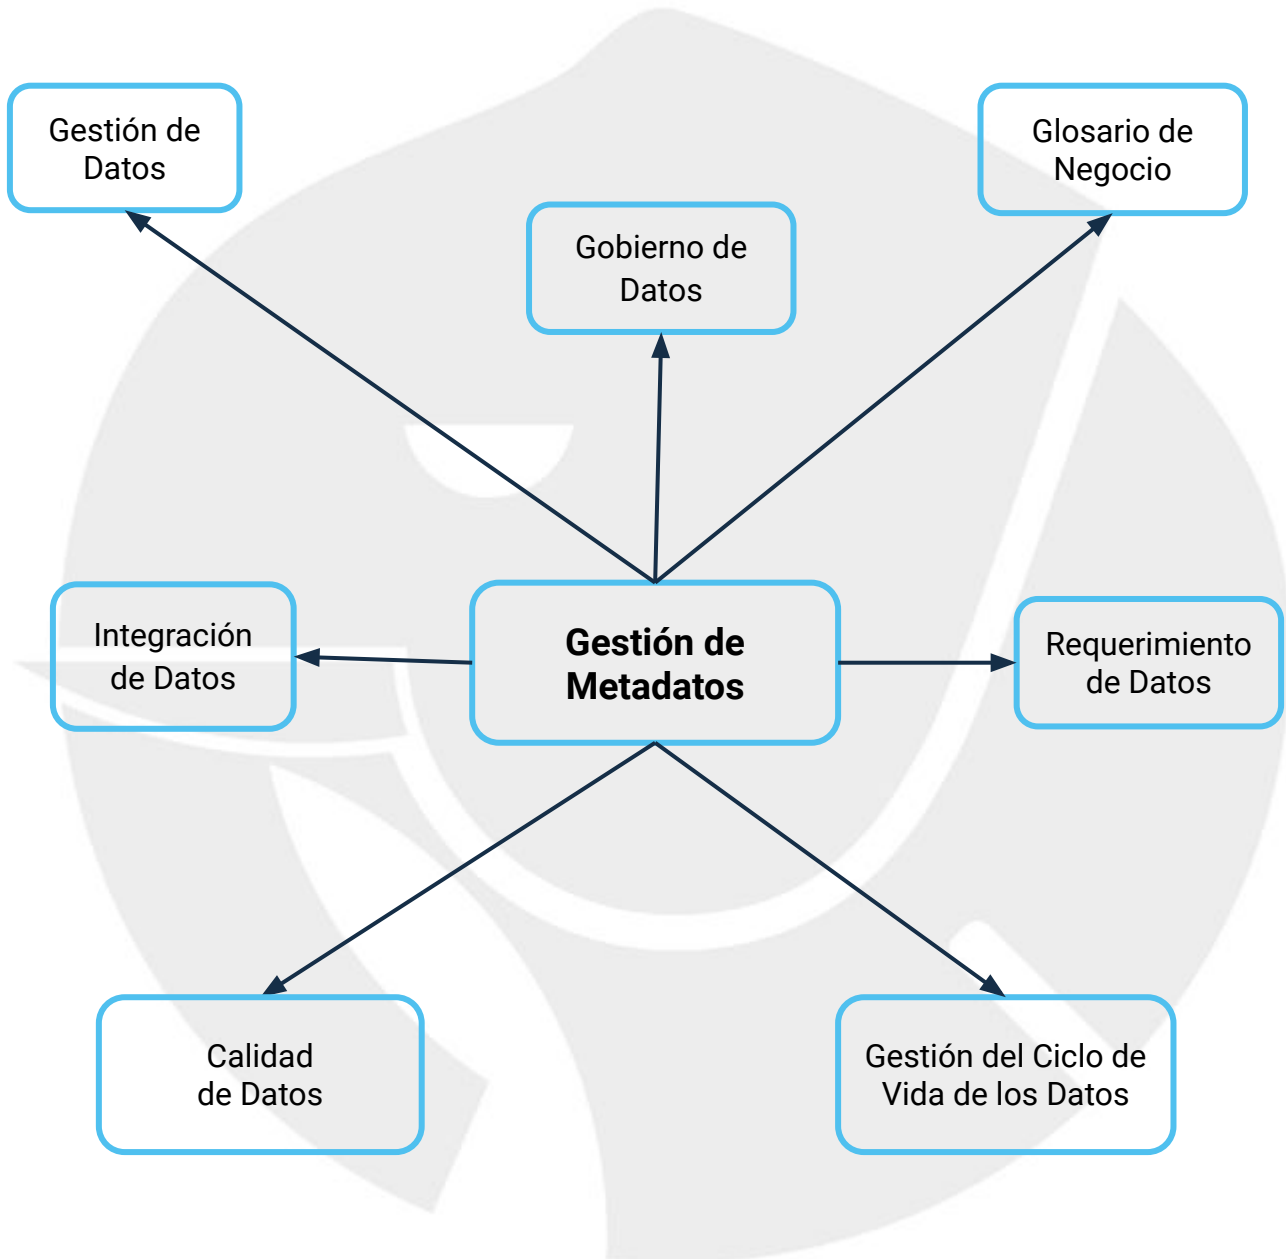 Gestión de
Datos
Glosario de
Negocio
Gobierno de
Datos
Integración
de Datos
Gestión de
Metadatos
Requerimiento
de Datos
Calidad
de Datos
Gestión del Ciclo de
Vida de los Datos